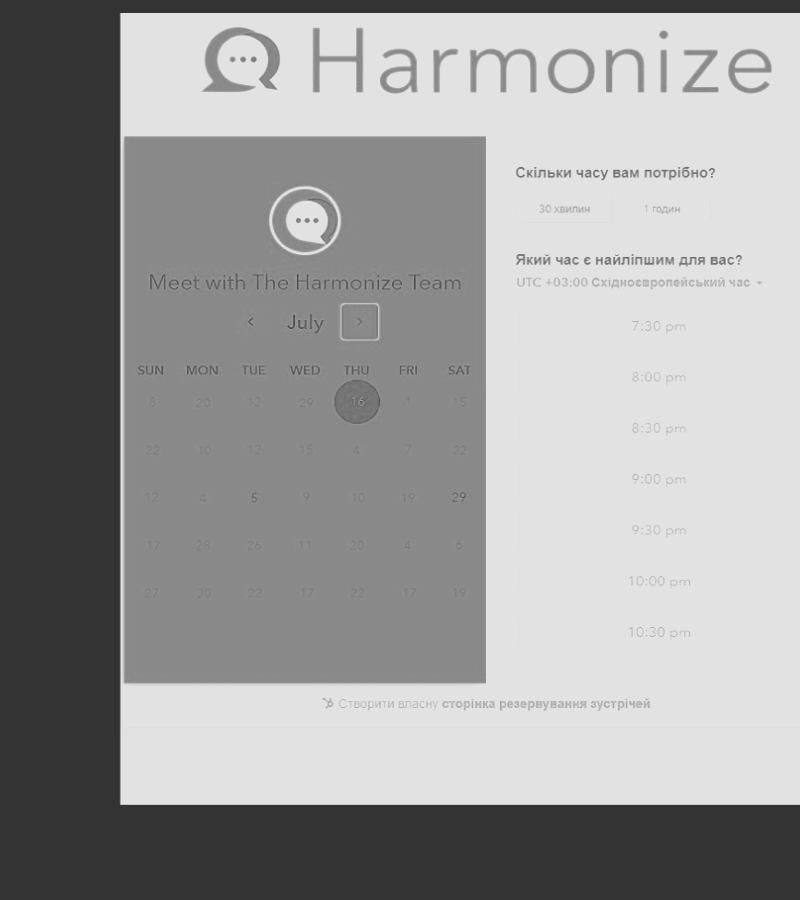 Harmonize
Meet with The Harmonize Team
July
SUN MON TUE WED THU FRI SAT
8 20 12 29 16 1 15
22 10 12 15 4 7 22
12 4 5 9 10 19 29
17 28 26 11 20 4 6
27 30 22 17 22 17 19
Скільки часу вам потрібно?
30 хвилин 1 годин
Який час є найліпшим для вас?
UTC +03:00 Східноєвропейський час
7:30 pm
8:00 pm
8:30 pm
9:00 pm
9:30 pm
10:00 pm
10:30 pm
Створити власну сторінка резервування зустрічей